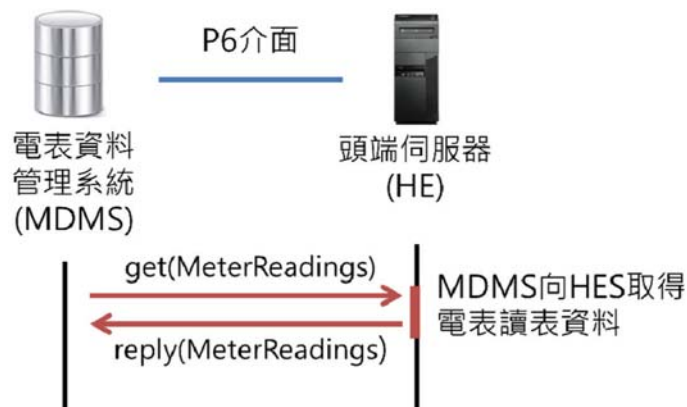 P6介面
電表資料
管理系統
(MDMS)
頭端伺服器
(HE)
get(MeterReadings)
reply(MeterReadings)
MDMS向HES取得
電表讀表資料